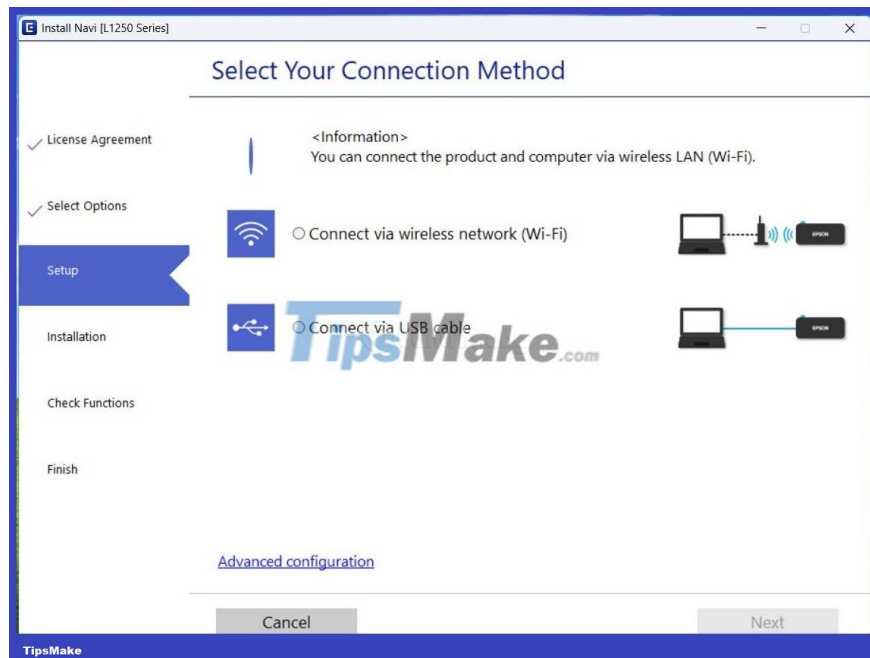 Install Navi [L1250 Series]
Select Your Connection Method
License Agreement
Select Options
Setup
Installation
Check Functions
Finish
<Information>
You can connect the product and computer via wireless LAN (Wi-Fi).
Connect via wireless network (Wi-Fi)
EPSON
Connect via USB cable
EPSON
TipsMake.com
Advanced configuration
Cancel
Next
TipsMake